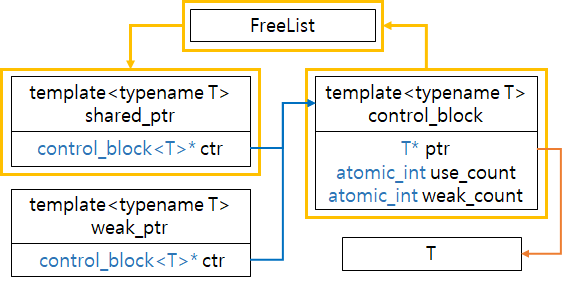 FreeList
template<typename T>
shared_ptr
control_block<T>* ctr
template<typename T>
control_block
T* ptr
atomic_int use_count
atomic_int weak_count
template<typename T>
weak_ptr
control_block<T>* ctr
T